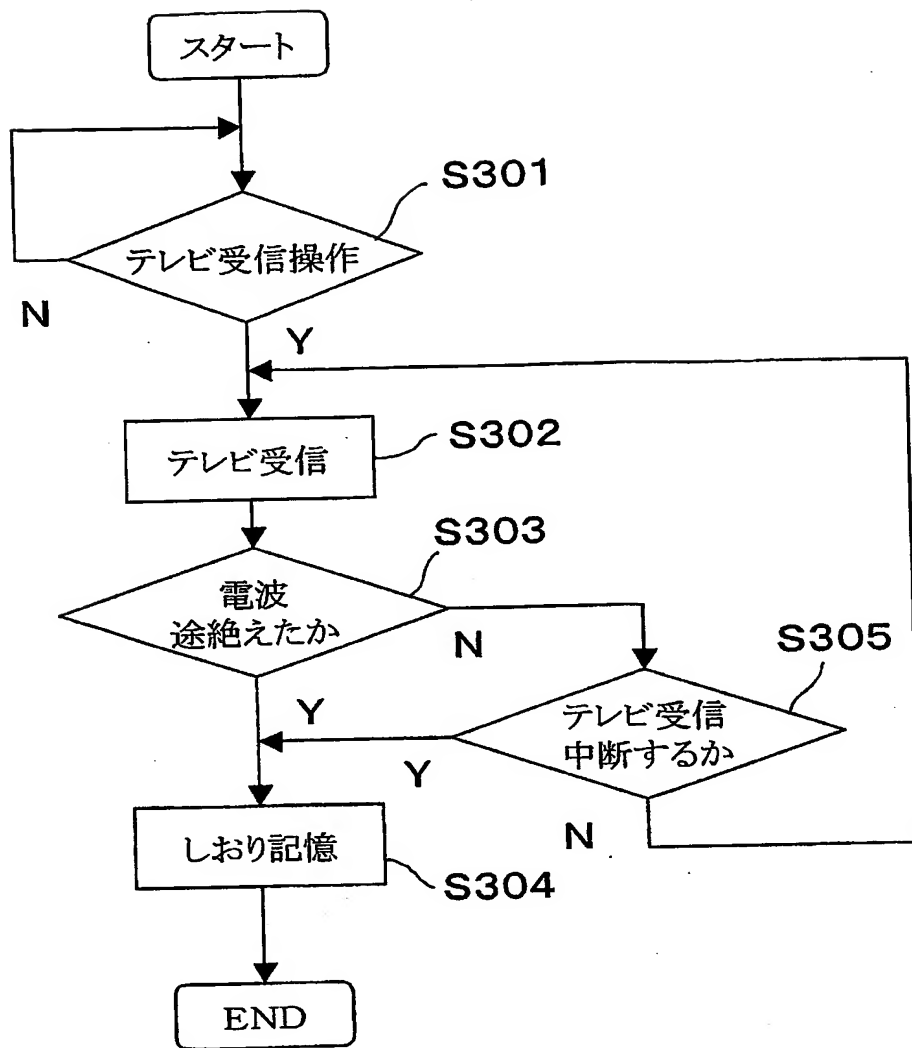 スタート
S301
テレビ受信操作
N
Y
S302
テレビ受信
S303
電波
途絶えたか
N
S305
Y
テレビ受信
中断するか
Y
N
しおり記憶
S304
END